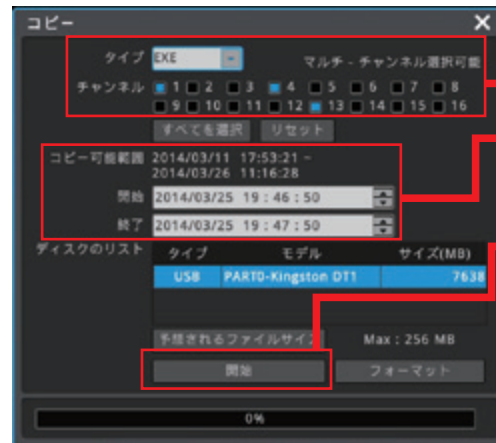 コピー
タイプ EXE マルチ - チャンネル選択可能
チャンネル 1 2 3 4 5 6 7 8
9 10 11 12 13 14 15 16
すべてを選択 リセット
コピー可能範囲 2014/03/11 17:53:21 -
2014/03/26 11:16:28
開始 2014/03/25 19 : 46 : 50
終了 2014/03/25 19 : 47 : 50
ディスクのリスト タイプ モデル サイズ(MB)
USB PART0-Kingston DT1 7638
予想されるファイルサイズ Max : 256 MB
開始 フォーマット
0%